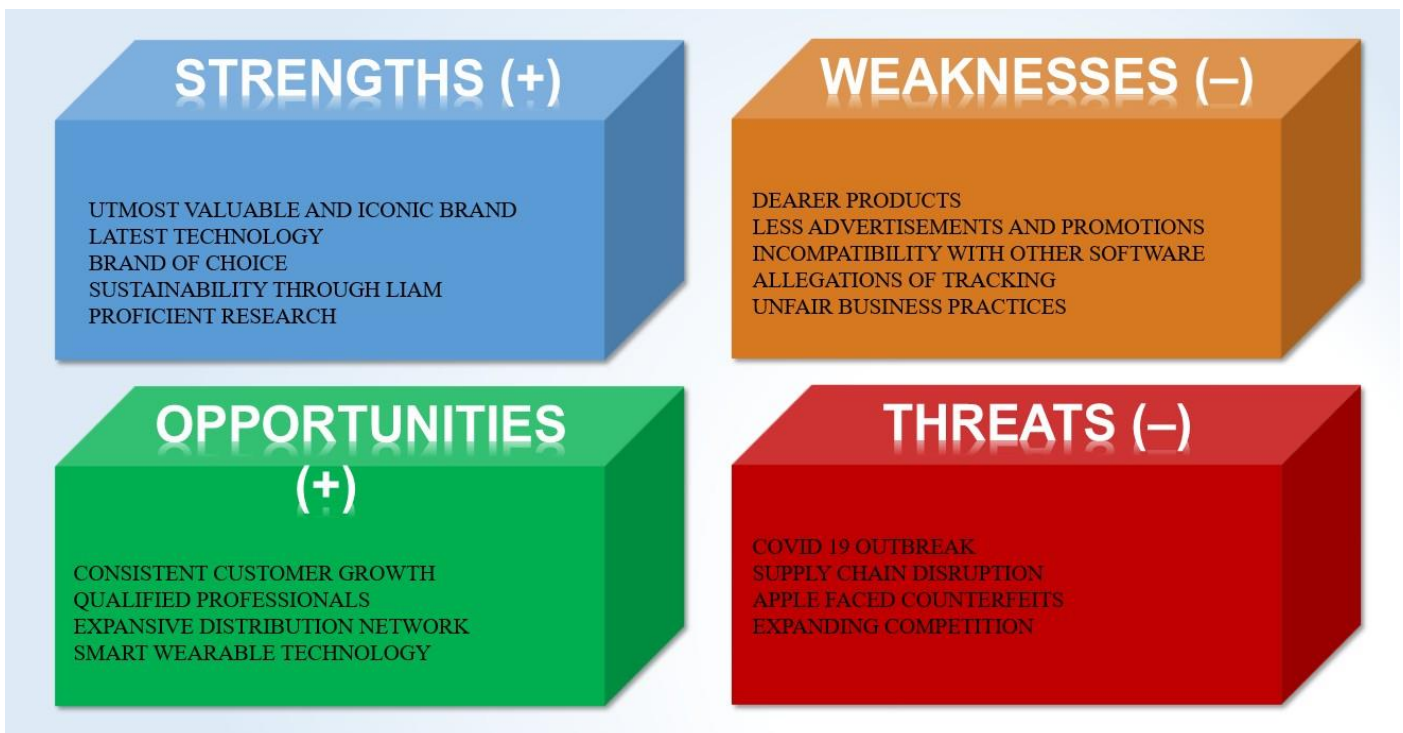 STRENGTHS (+)
UTMOST VALUABLE AND ICONIC BRAND
LATEST TECHNOLOGY
BRAND OF CHOICE
SUSTAINABILITY THROUGH LIAM
PROFICIENT RESEARCH
WEAKNESSES (–)
DEARER PRODUCTS
LESS ADVERTISEMENTS AND PROMOTIONS
INCOMPATIBILITY WITH OTHER SOFTWARE
ALLEGATIONS OF TRACKING
UNFAIR BUSINESS PRACTICES
OPPORTUNITIES
(+)
CONSISTENT CUSTOMER GROWTH
QUALIFIED PROFESSIONALS
EXPANSIVE DISTRIBUTION NETWORK
SMART WEARABLE TECHNOLOGY
THREATS (–)
COVID 19 OUTBREAK
SUPPLY CHAIN DISRUPTION
APPLE FACED COUNTERFEITS
EXPANDING COMPETITION